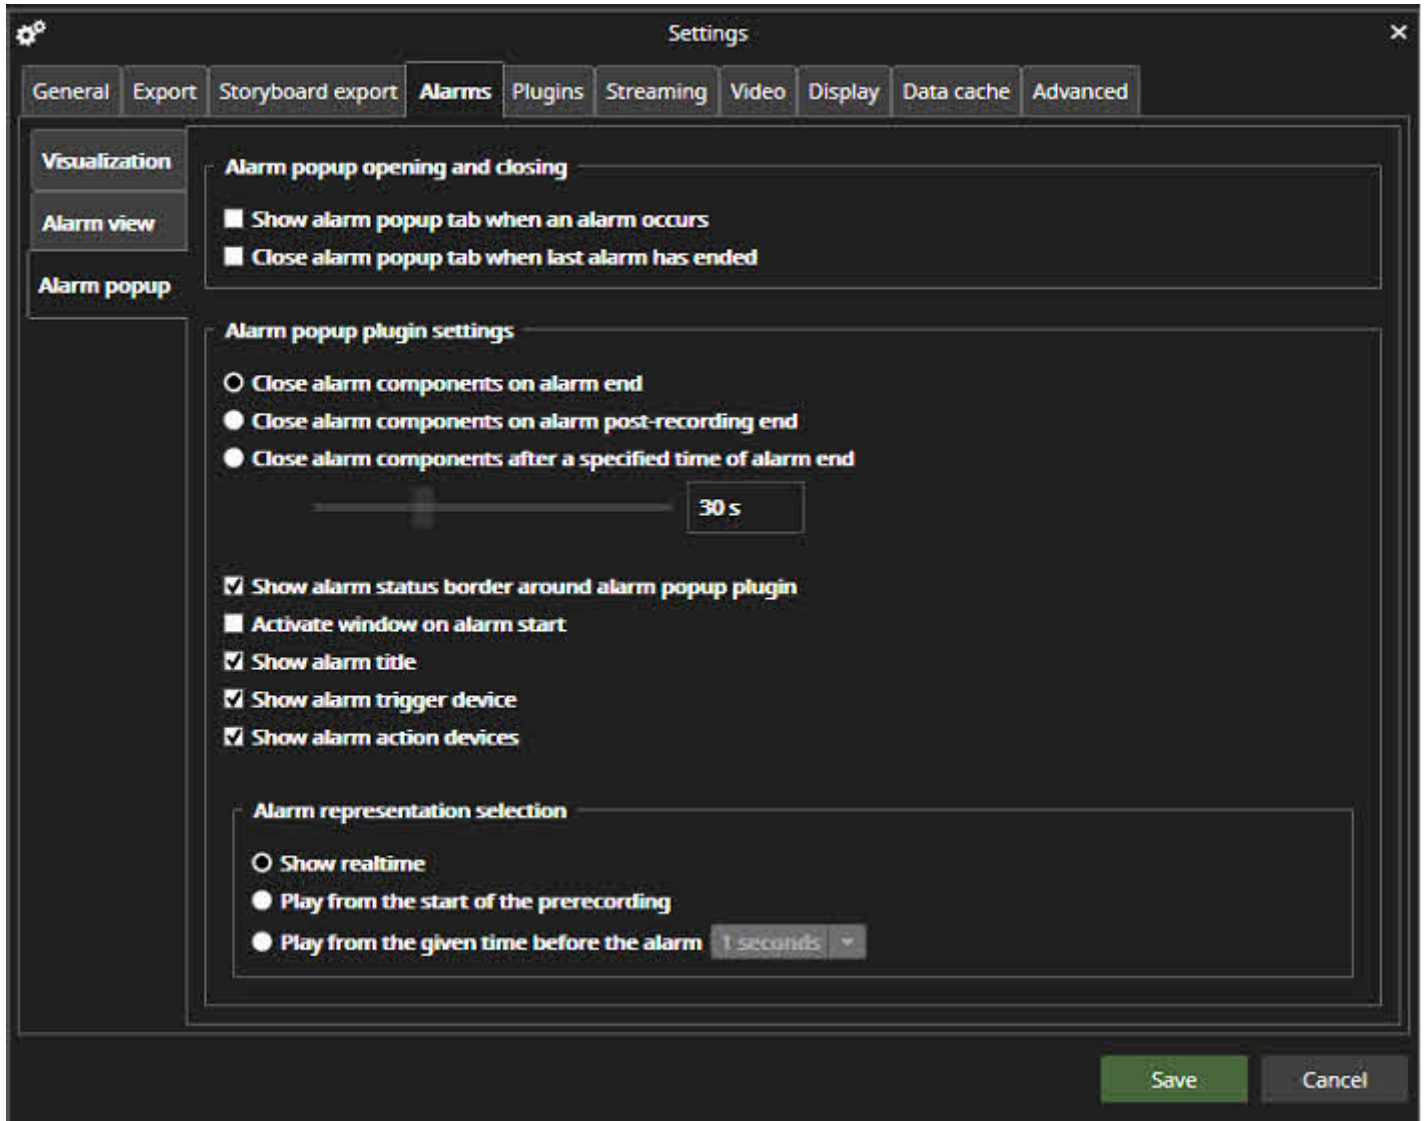 Settings
General Export Storyboard export Alarms Plugins Streaming Video Display Data cache Advanced
Visualization
Alarm view
Alarm popup
Alarm popup opening and closing
Show alarm popup tab when an alarm occurs
Close alarm popup tab when last alarm has ended
Alarm popup plugin settings
Close alarm components on alarm end
Close alarm components on alarm post-recording end
Close alarm components after a specified time of alarm end
30 s
Show alarm status border around alarm popup plugin
Activate window on alarm start
Show alarm title
Show alarm trigger device
Show alarm action devices
Alarm representation selection
Show realtime
Play from the start of the prerecording
Play from the given time before the alarm 1 seconds
Save Cancel